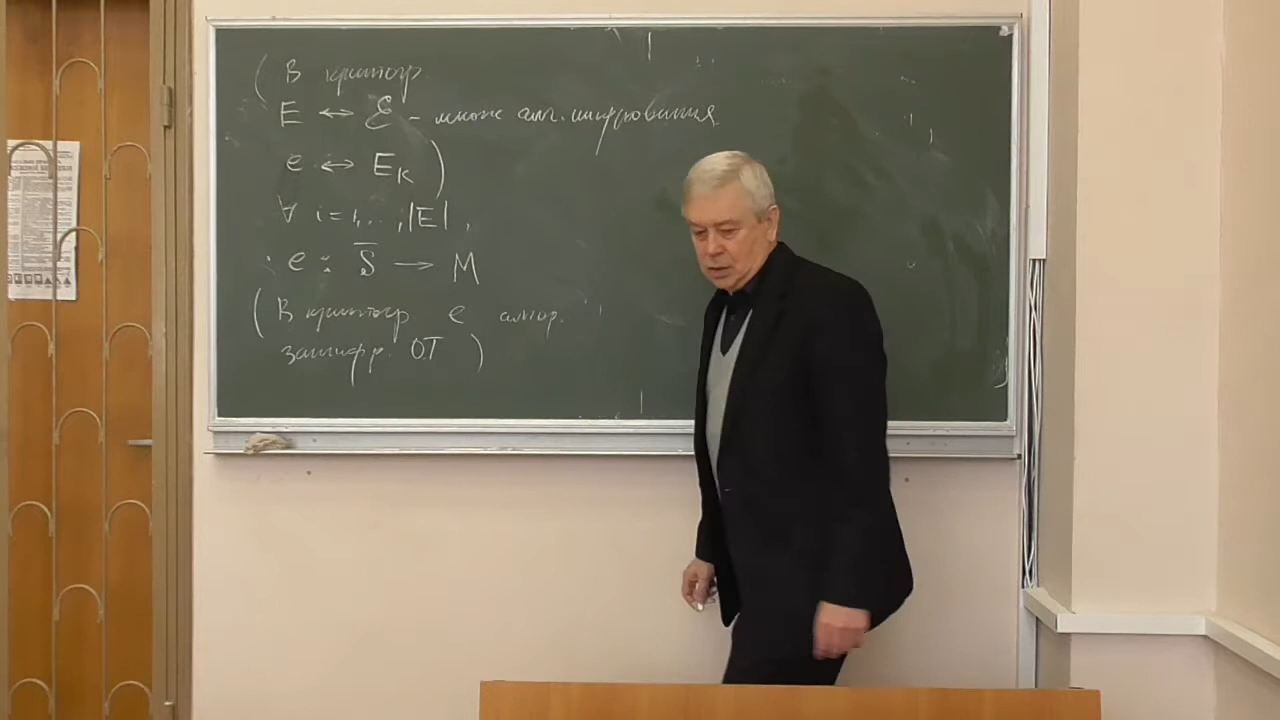 ( В криптогр.
E ↔ ℰ - множ алг. шифрования
e ↔ E_K )
∀ i = 1,...,|E|,
e : S̄ → M
( В криптогр. e алгор.
зашифр. ОТ )